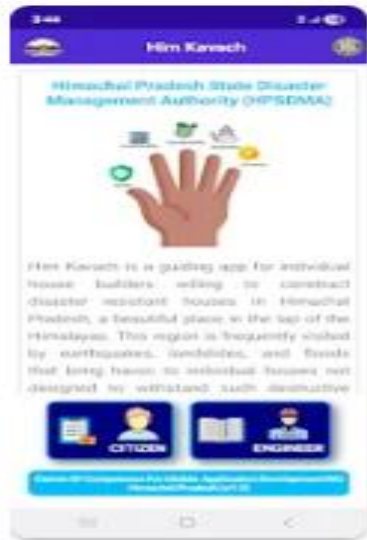 3:44
Him Kavach
Himachal Pradesh State Disaster
Management Authority (HPSDMA)
Him Kavach is a guiding app for individual
house builders willing to construct
disaster resistant houses in Himachal
Pradesh, a beautiful place in the lap of the
Himalayas. This region is frequently visited
by earthquakes, landslides, and floods
that bring havoc to individual houses not
designed to withstand such destructive
CITIZEN
ENGINEER